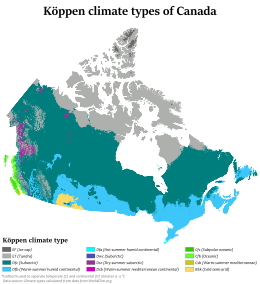 Köppen climate types of Canada
Köppen climate type
EF (Ice-cap)
ET (Tundra)
Dfc (Subarctic)
Dfb (Warm-summer humid continental)
Dfa (Hot-summer humid continental)
Dwc (Subarctic)
Dsc (Dry-summer subarctic)
Dsb (Warm-summer mediterranean continental)
Cfc (Subpolar oceanic)
Cfb (Oceanic)
Csb (Warm-summer mediterranean)
BSk (Cold semi-arid)